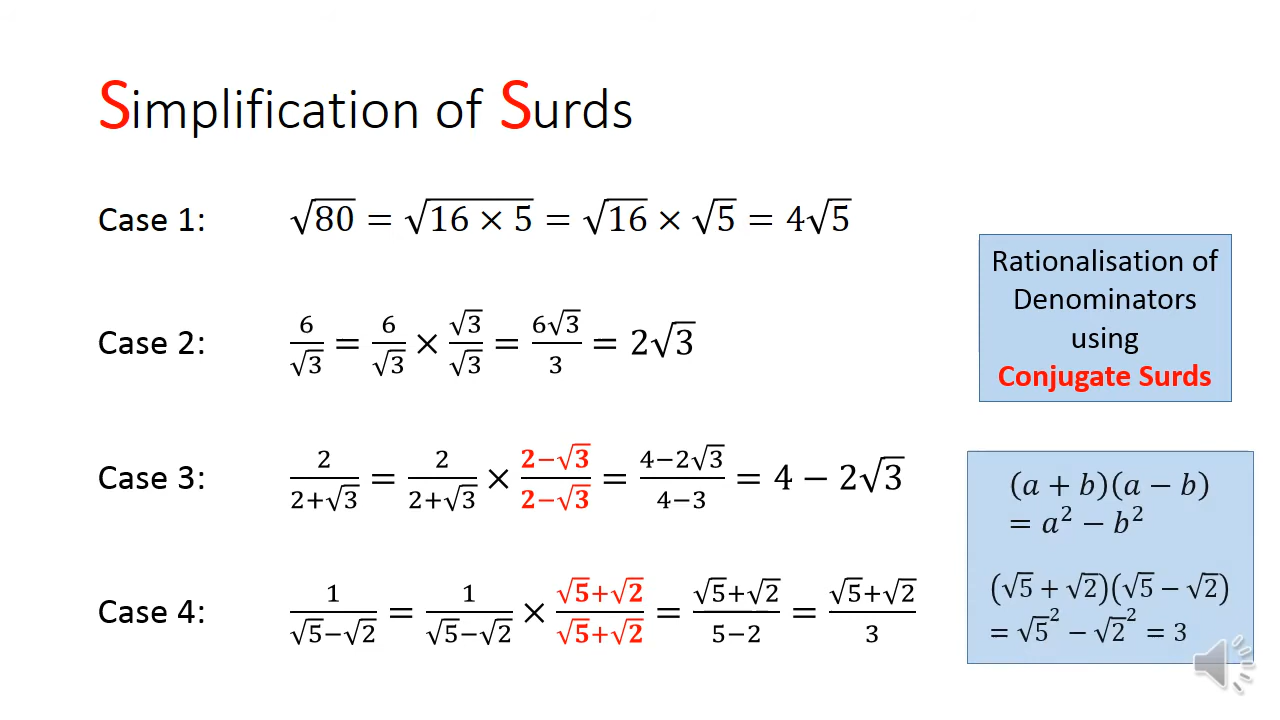 Simplification of Surds
Case 1: √80 = √(16 × 5) = √16 × √5 = 4√5
Case 2: 6/√3 = 6/√3 × √3/√3 = 6√3/3 = 2√3
Case 3: 2/(2+√3) = 2/(2+√3) × (2−√3)/(2−√3) = (4−2√3)/(4−3) = 4 − 2√3
Case 4: 1/(√5−√2) = 1/(√5−√2) × (√5+√2)/(√5+√2) = (√5+√2)/(5−2) = (√5+√2)/3
Rationalisation of
Denominators
using
Conjugate Surds
(a + b)(a − b)
= a² − b²
(√5 + √2)(√5 − √2)
= √5² − √2² = 3